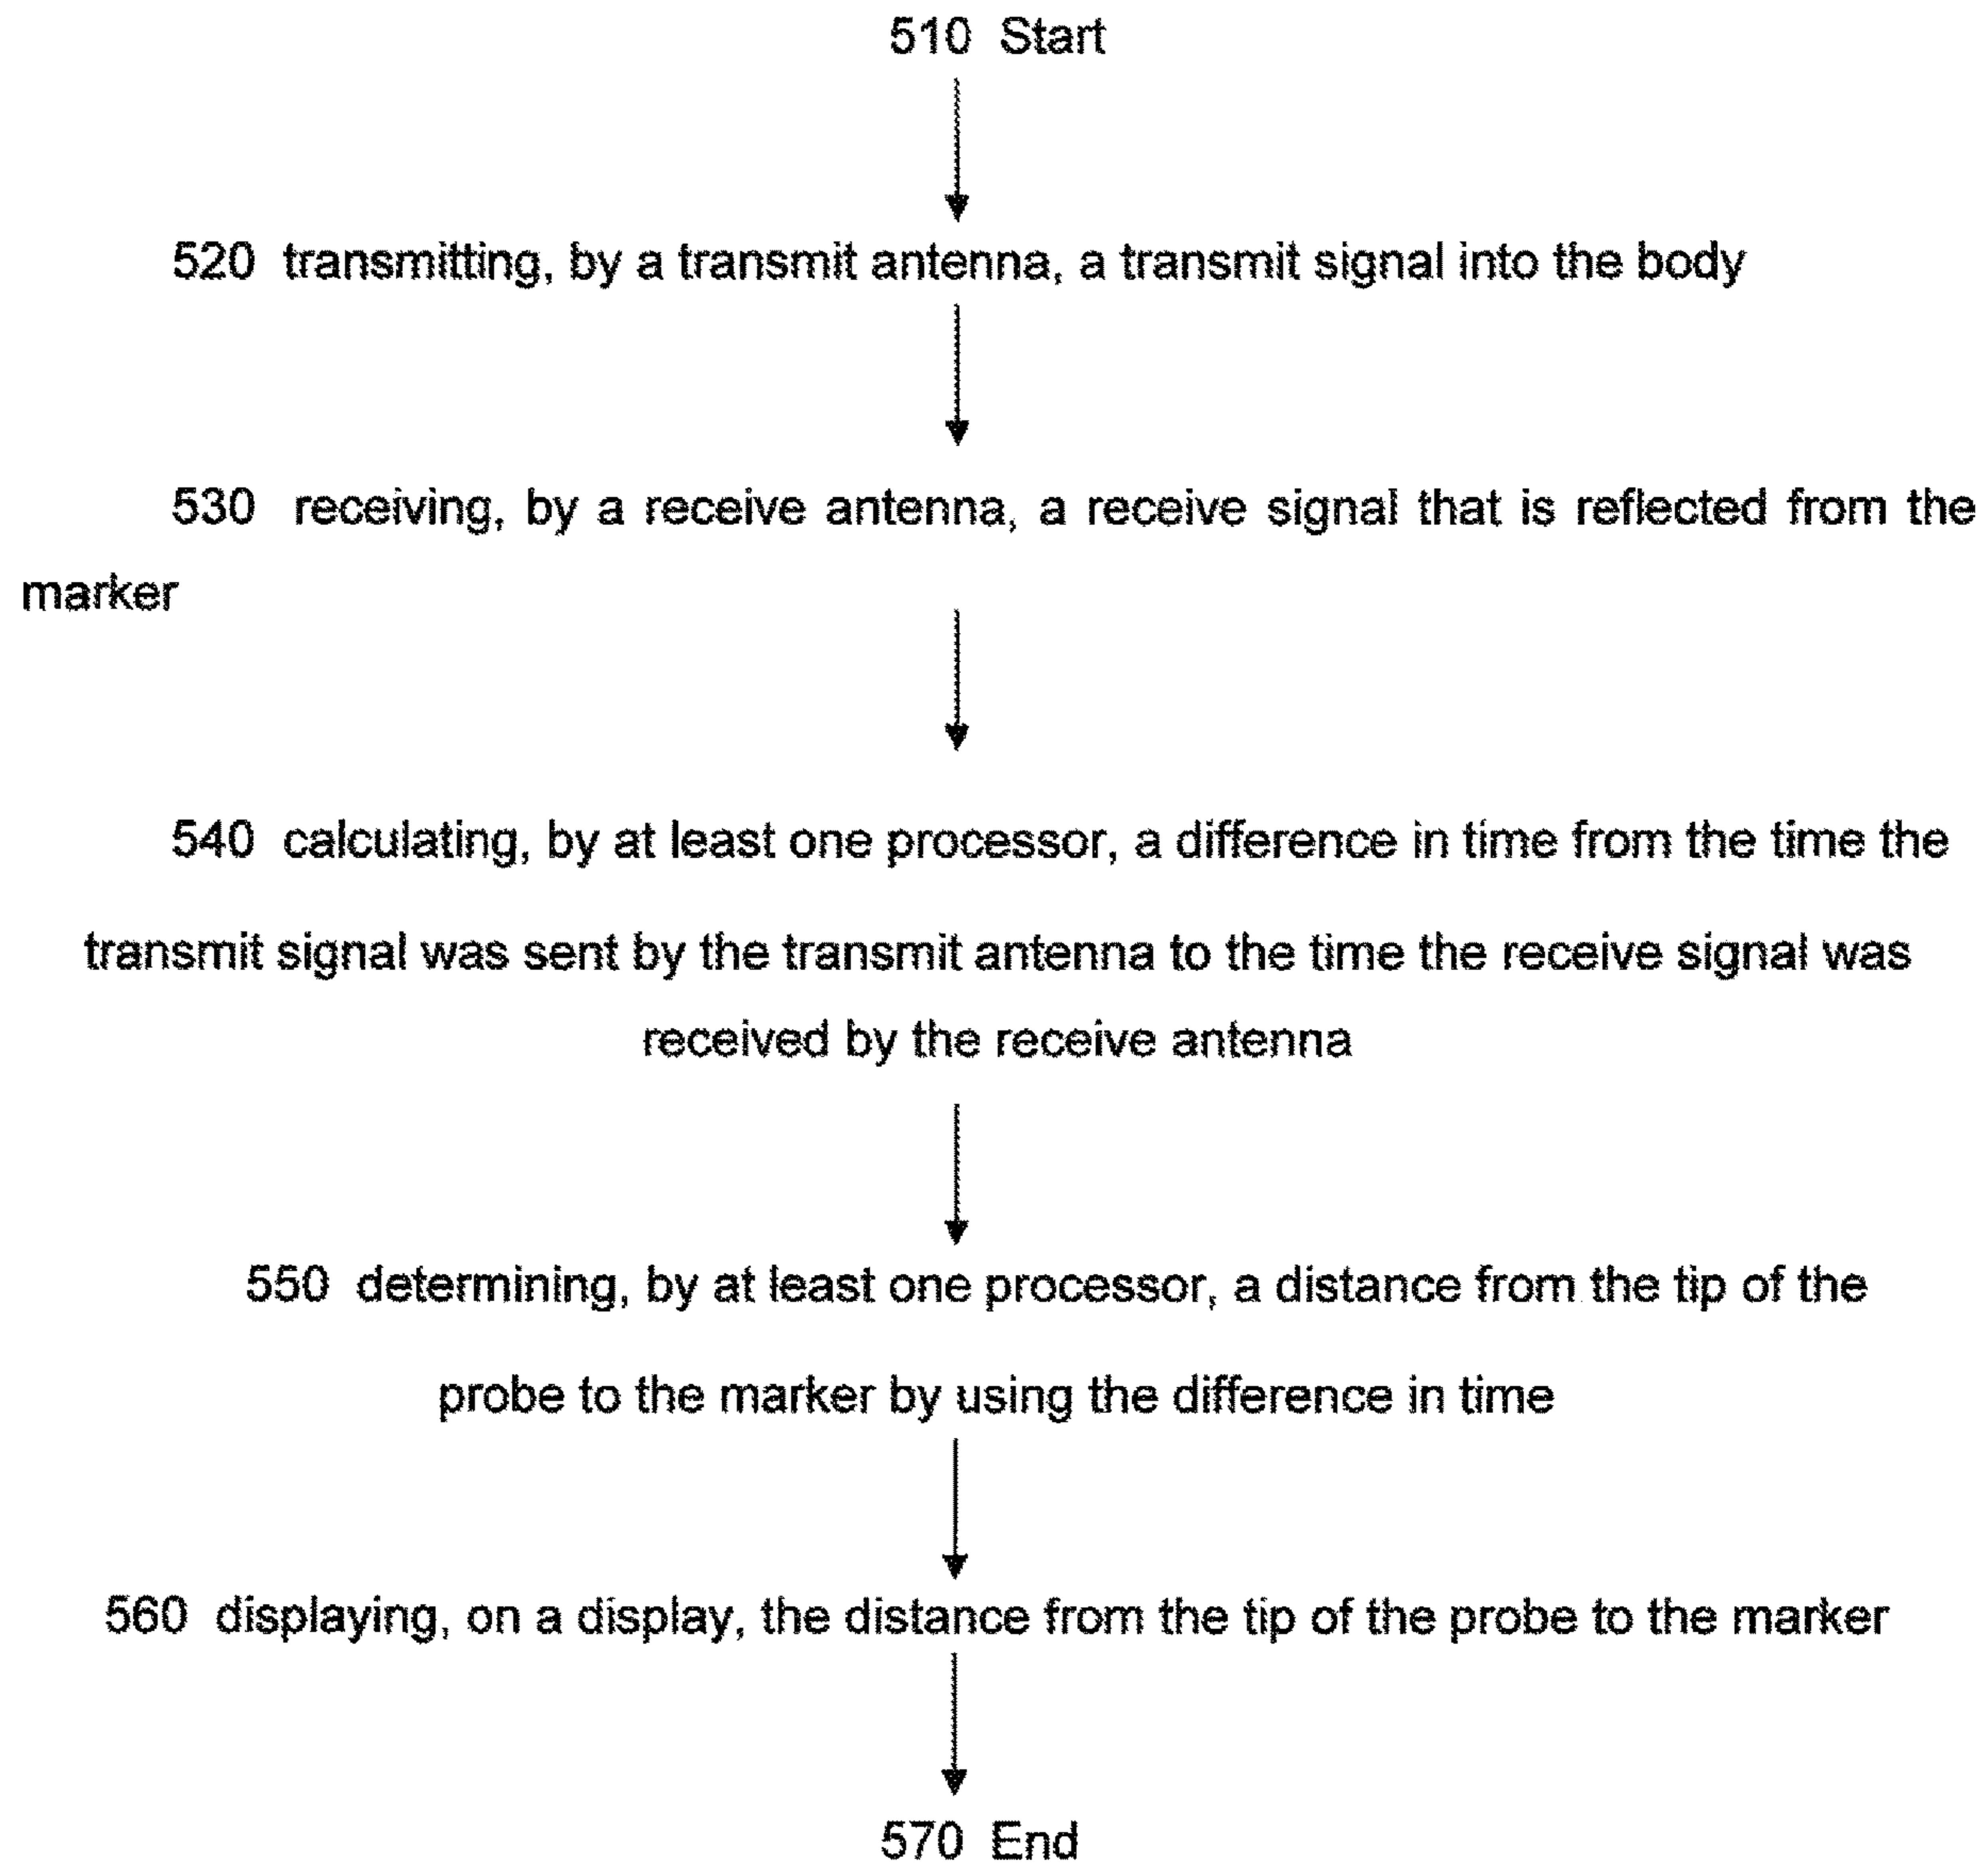 510 Start
520 transmitting, by a transmit antenna, a transmit signal into the body
530 receiving, by a receive antenna, a receive signal that is reflected from the
marker
540 calculating, by at least one processor, a difference in time from the time the
transmit signal was sent by the transmit antenna to the time the receive signal was
received by the receive antenna
550 determining, by at least one processor, a distance from the tip of the
probe to the marker by using the difference in time
560 displaying, on a display, the distance from the tip of the probe to the marker
570 End